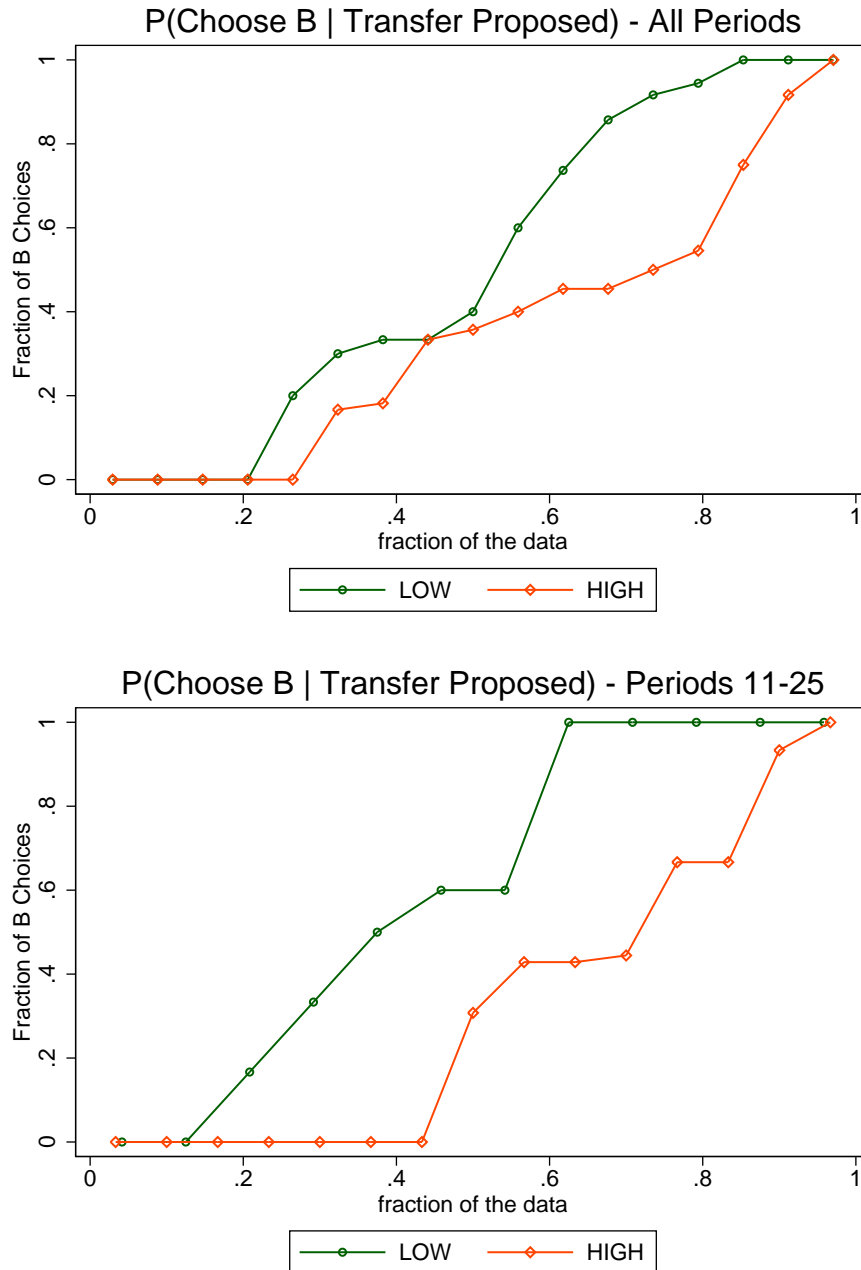 P(Choose B | Transfer Proposed) - All Periods
Fraction of B Choices
0
.2
.4
.6
.8
1
0 .2 .4 .6 .8 1
fraction of the data
LOW HIGH
P(Choose B | Transfer Proposed) - Periods 11-25
Fraction of B Choices
0
.2
.4
.6
.8
1
0 .2 .4 .6 .8 1
fraction of the data
LOW HIGH